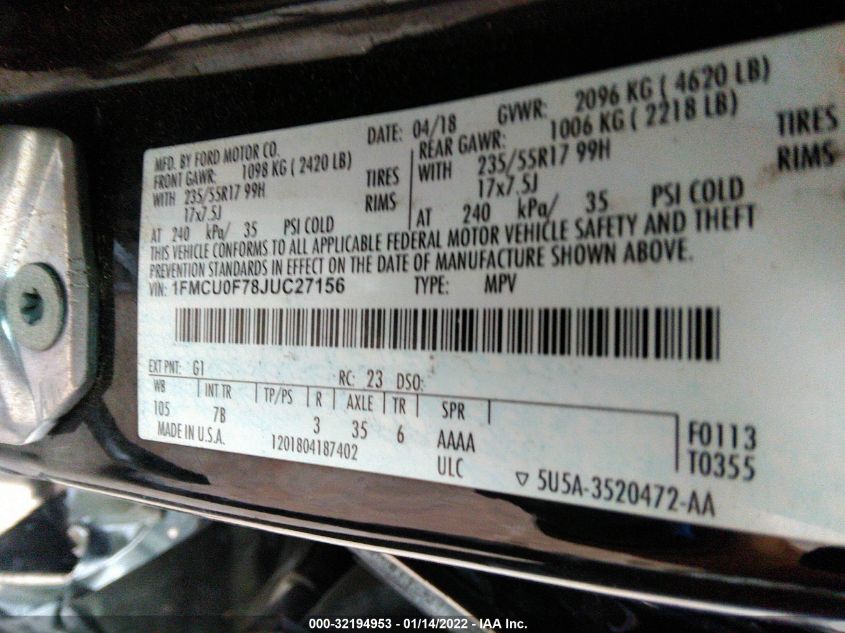 MFD. BY FORD MOTOR CO. DATE: 04/18 GVWR: 2096 KG ( 4620 LB)
FRONT GAWR: 1098 KG ( 2420 LB) REAR GAWR: 1006 KG ( 2218 LB)
WITH 235/55R17 99H TIRES WITH 235/55R17 99H TIRES
17x7.5J RIMS 17x7.5J RIMS
AT 240 kPa/ 35 PSI COLD AT 240 kPa/ 35 PSI COLD
THIS VEHICLE CONFORMS TO ALL APPLICABLE FEDERAL MOTOR VEHICLE SAFETY AND THEFT
PREVENTION STANDARDS IN EFFECT ON THE DATE OF MANUFACTURE SHOWN ABOVE.
VIN: 1FMCU0F78JUC27156 TYPE: MPV
EXT PNT: G1 RC: 23 DSO:
WB INT TR TP/PS R AXLE TR SPR
105 7B 3 35 6 AAAA
F0113
MADE IN U.S.A. 1201804187402 ULC
T0355
5U5A-3520472-AA
000-32194953 - 01/14/2022 - IAA Inc.